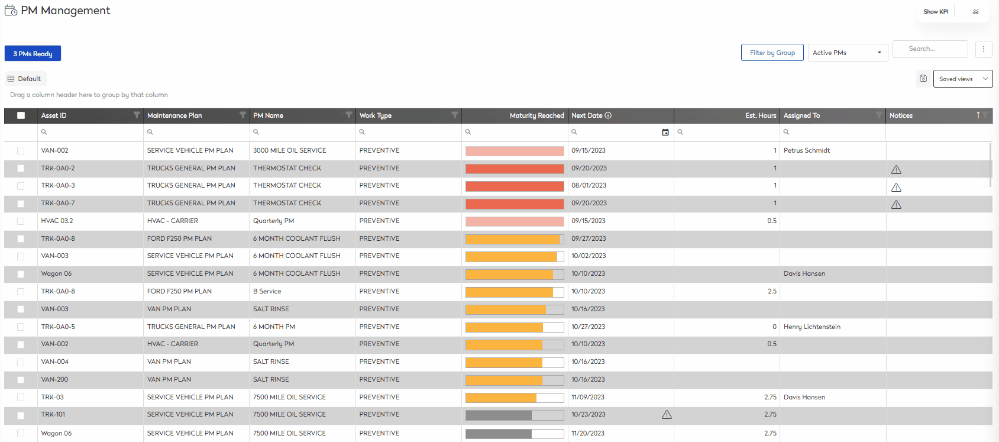 PM Management
Show KPI
3 PMs Ready
Filter by Group
Active PMs
Search...
Default
Saved views
Drag a column header here to group by that column
Asset ID Maintenance Plan PM Name Work Type Maturity Reached Next Date Est. Hours Assigned To Notices
VAN-002 SERVICE VEHICLE PM PLAN 3000 MILE OIL SERVICE PREVENTIVE 09/15/2023 1 Petrus Schmidt
TRK-0A0-2 TRUCKS GENERAL PM PLAN THERMOSTAT CHECK PREVENTIVE 09/20/2023 1
TRK-0A0-3 TRUCKS GENERAL PM PLAN THERMOSTAT CHECK PREVENTIVE 08/01/2023 1
TRK-0A0-7 TRUCKS GENERAL PM PLAN THERMOSTAT CHECK PREVENTIVE 09/20/2023 1
HVAC 03.2 HVAC - CARRIER Quarterly PM PREVENTIVE 09/15/2023 0.5
TRK-0A0-8 FORD F250 PM PLAN 6 MONTH COOLANT FLUSH PREVENTIVE 09/27/2023
VAN-003 SERVICE VEHICLE PM PLAN 6 MONTH COOLANT FLUSH PREVENTIVE 10/02/2023
Wagon 06 SERVICE VEHICLE PM PLAN 6 MONTH COOLANT FLUSH PREVENTIVE 10/10/2023 Davis Hansen
TRK-0A0-8 FORD F250 PM PLAN B Service PREVENTIVE 10/10/2023 2.5
VAN-003 VAN PM PLAN SALT RINSE PREVENTIVE 10/16/2023
TRK-0A0-5 TRUCKS GENERAL PM PLAN 6 MONTH PM PREVENTIVE 10/27/2023 0 Henry Lichtenstein
VAN-002 HVAC - CARRIER Quarterly PM PREVENTIVE 10/10/2023 0.5
VAN-004 VAN PM PLAN SALT RINSE PREVENTIVE 10/16/2023
VAN-200 VAN PM PLAN SALT RINSE PREVENTIVE 10/16/2023
TRK-03 SERVICE VEHICLE PM PLAN 7500 MILE OIL SERVICE PREVENTIVE 11/09/2023 2.75 Davis Hansen
TRK-101 SERVICE VEHICLE PM PLAN 7500 MILE OIL SERVICE PREVENTIVE 10/23/2023 2.75
Wagon 06 SERVICE VEHICLE PM PLAN 7500 MILE OIL SERVICE PREVENTIVE 11/20/2023 2.75